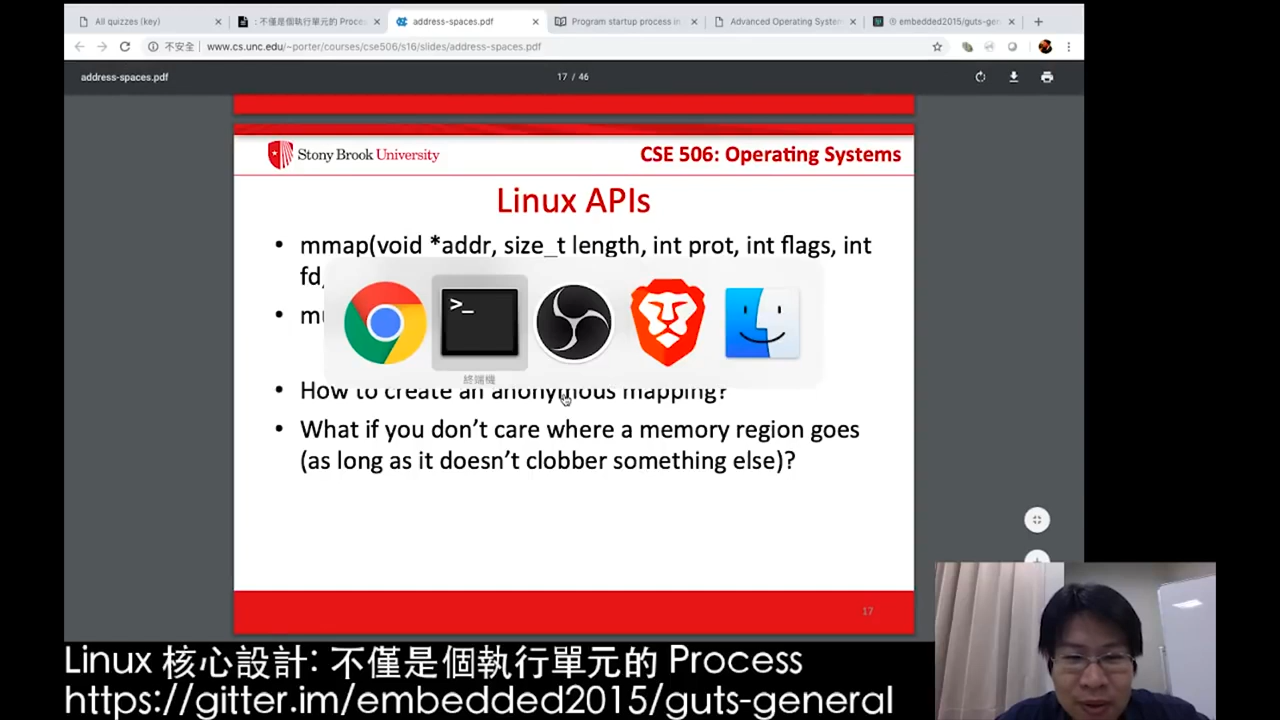 All quizzes (key)
: 不僅是個執行單元的 Proce
address-spaces.pdf
Program startup process in
Advanced Operating System
embedded2015/guts-gen
不安全
www.cs.unc.edu/~porter/courses/cse506/s16/slides/address-spaces.pdf
address-spaces.pdf
17 / 46
Stony Brook University
CSE 506: Operating Systems
Linux APIs
• mmap(void *addr, size_t length, int prot, int flags, int
fd,
• mu
>_
終端機
• How to create an anonymous mapping?
• What if you don't care where a memory region goes
(as long as it doesn't clobber something else)?
17
Linux 核心設計: 不僅是個執行單元的 Process
https://gitter.im/embedded2015/guts-general